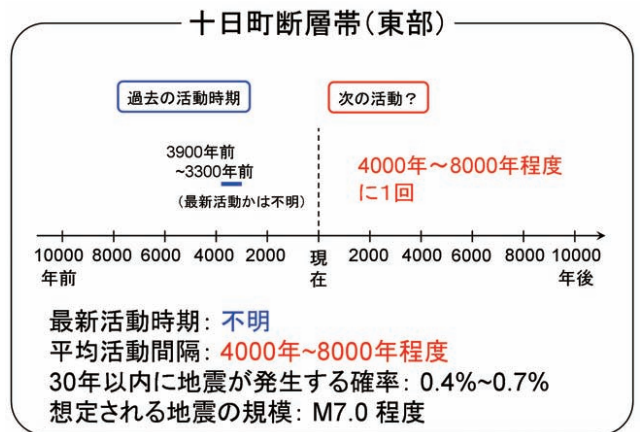 十日町断層帯(東部)
過去の活動時期
次の活動?
3900年前
~3300年前
(最新活動かは不明)
4000年~8000年程度
に1回
10000 8000 6000 4000 2000 現在 2000 4000 6000 8000 10000
年前 年後
最新活動時期: 不明
平均活動間隔: 4000年~8000年程度
30年以内に地震が発生する確率: 0.4%~0.7%
想定される地震の規模: M7.0 程度